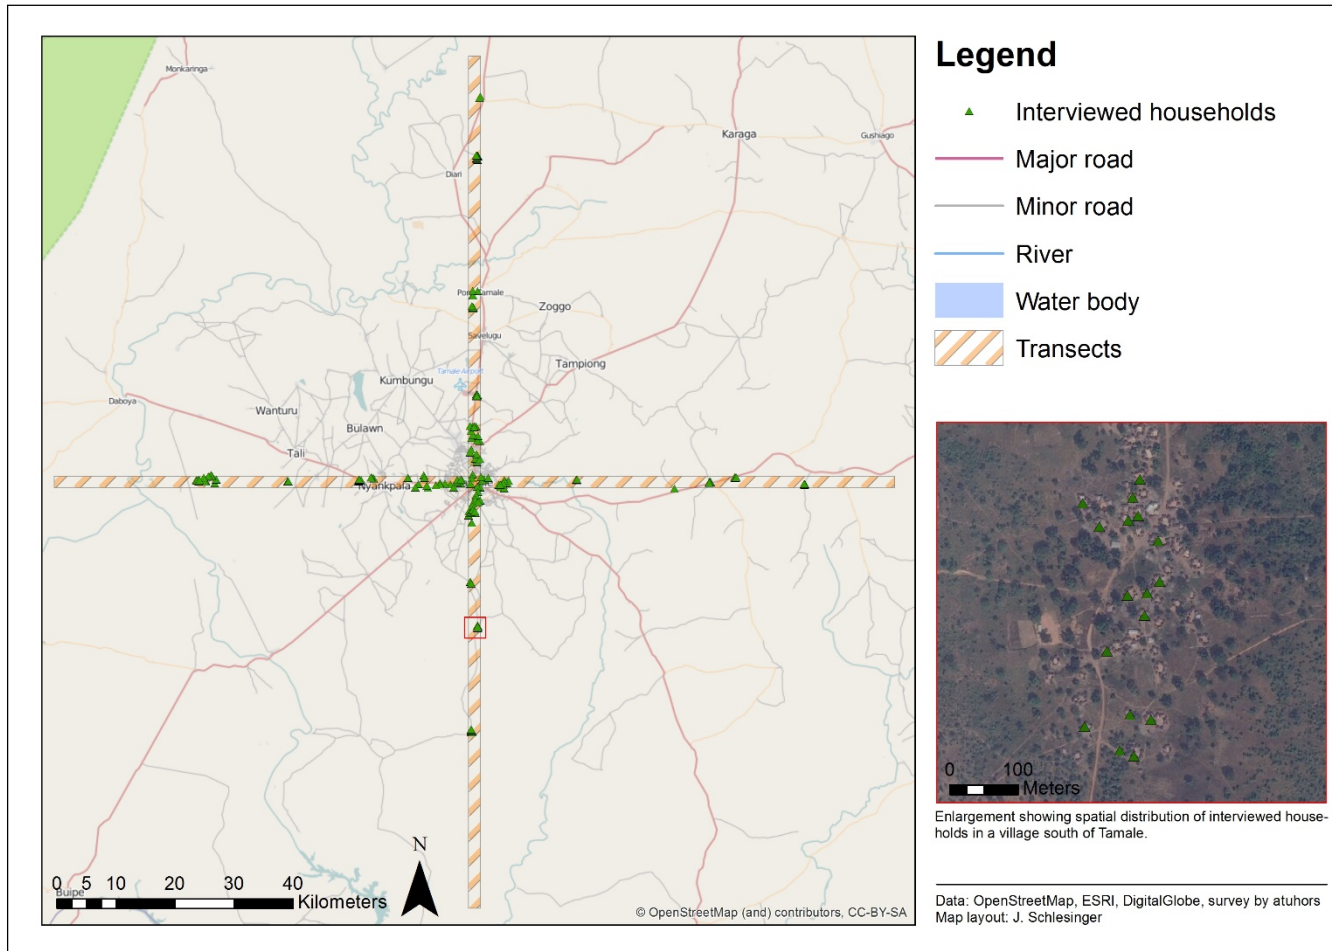 Monkaringa
Karaga
Gushiago
Diari
Zoggo
Savelugu
Tampiong
Tamale Airport
Kumbungu
Daboya
Wanturu
Bulawn
Tali
Nyankpala
N
Buipe
0 5 10 20 30 40
Kilometers
© OpenStreetMap (and) contributors, CC-BY-SA
Legend
Interviewed households
Major road
Minor road
River
Water body
Transects
0 100
Meters
Enlargement showing spatial distribution of interviewed house-
holds in a village south of Tamale.
Data: OpenStreetMap, ESRI, DigitalGlobe, survey by atuhors
Map layout: J. Schlesinger